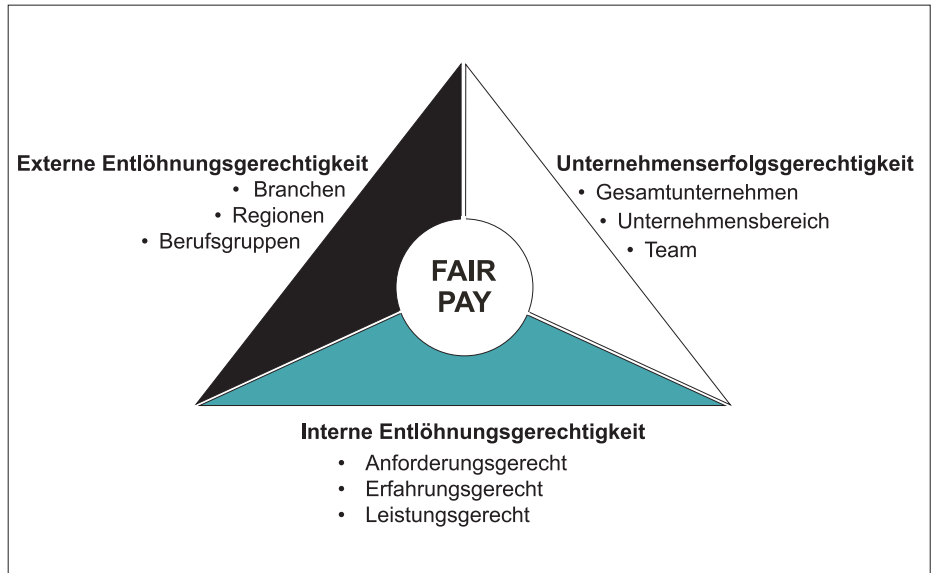 Externe Entlöhnungsgerechtigkeit
• Branchen
• Regionen
• Berufsgruppen
Unternehmenserfolgsgerechtigkeit
• Gesamtunternehmen
• Unternehmensbereich
• Team
FAIR
PAY
Interne Entlöhnungsgerechtigkeit
• Anforderungsgerecht
• Erfahrungsgerecht
• Leistungsgerecht